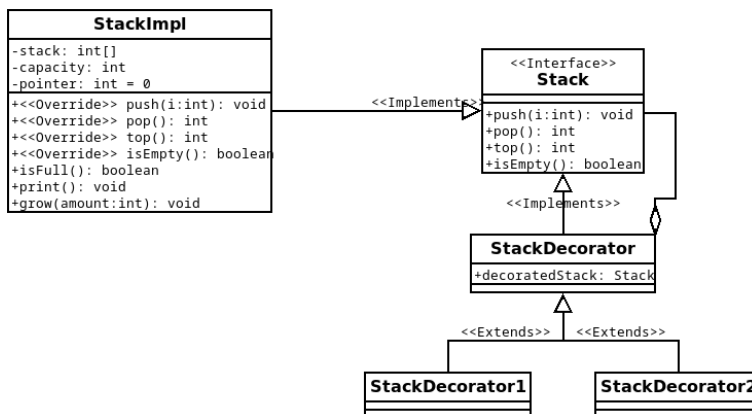 StackImpl
-stack: int[]
-capacity: int
-pointer: int = 0
+<<Override>> push(i:int): void
+<<Override>> pop(): int
+<<Override>> top(): int
+<<Override>> isEmpty(): boolean
+isFull(): boolean
+print(): void
+grow(amount:int): void
<<Implements>>
<<Interface>>
Stack
+push(i:int): void
+pop(): int
+top(): int
+isEmpty(): boolean
<<Implements>>
StackDecorator
+decoratedStack: Stack
<<Extends>>
<<Extends>>
StackDecorator1
StackDecorator2